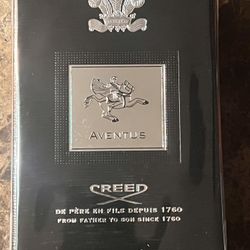 AVENTUS
CREED
DE PÈRE EN FILS DEPUIS 1760
FROM FATHER TO SON SINCE 1760